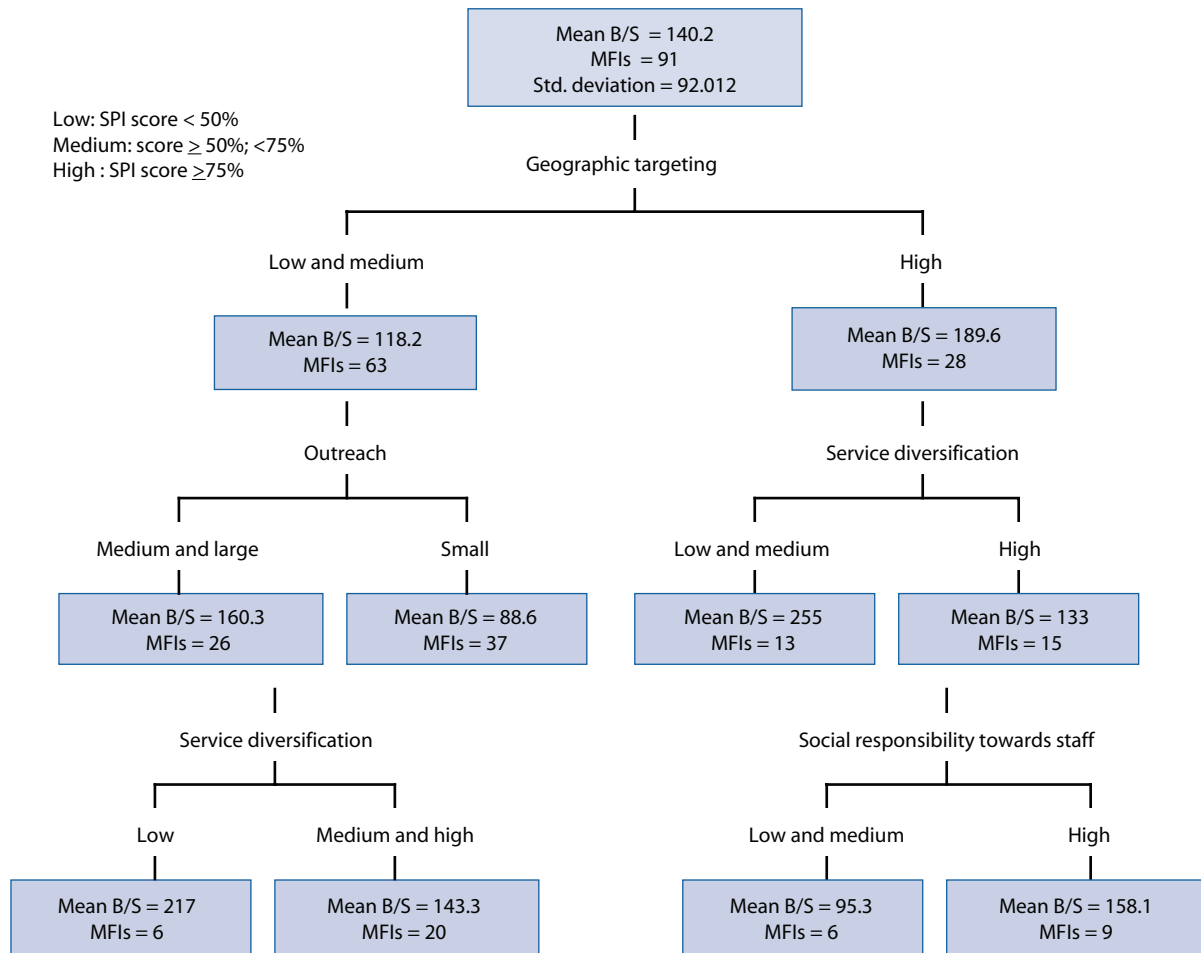 Mean B/S = 140.2
MFIs = 91
Std. deviation = 92.012
Low: SPI score < 50%
Medium: score ≥ 50%; <75%
High : SPI score ≥75%
Geographic targeting
Low and medium
High
Mean B/S = 118.2
MFIs = 63
Mean B/S = 189.6
MFIs = 28
Outreach
Service diversification
Medium and large
Small
Low and medium
High
Mean B/S = 160.3
MFIs = 26
Mean B/S = 88.6
MFIs = 37
Mean B/S = 255
MFIs = 13
Mean B/S = 133
MFIs = 15
Service diversification
Social responsibility towards staff
Low
Medium and high
Low and medium
High
Mean B/S = 217
MFIs = 6
Mean B/S = 143.3
MFIs = 20
Mean B/S = 95.3
MFIs = 6
Mean B/S = 158.1
MFIs = 9